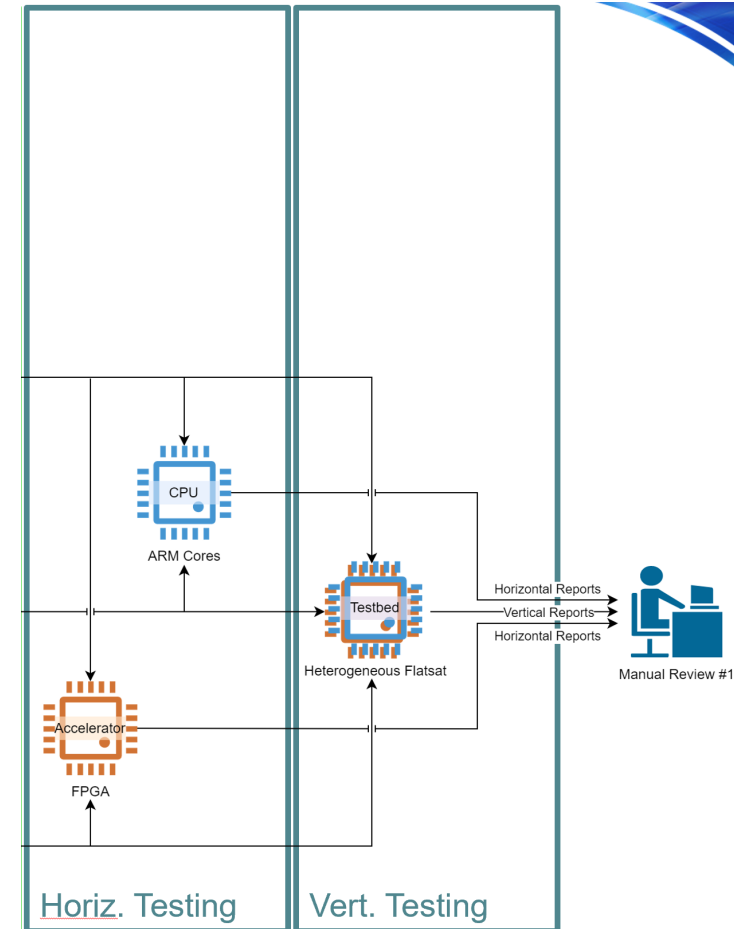 CPU
ARM Cores
Testbed
Heterogeneous Flatsat
Horizontal Reports
Vertical Reports
Horizontal Reports
Manual Review #1
Accelerator
FPGA
Horiz. Testing
Vert. Testing